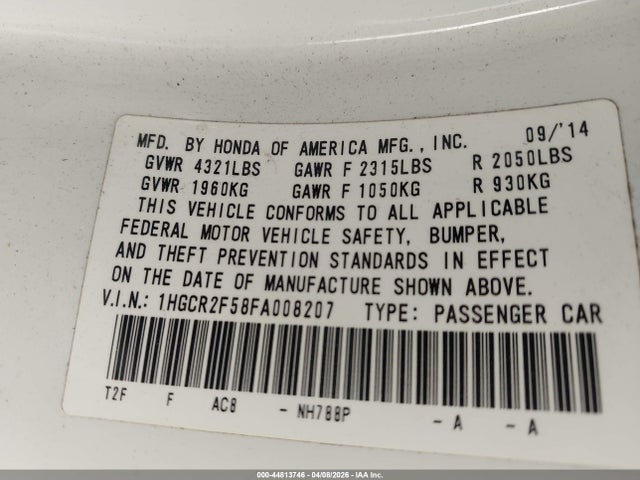 MFD. BY HONDA OF AMERICA MFG., INC. 09/'14
GVWR 4321LBS GAWR F 2315LBS R 2050LBS
GVWR 1960KG GAWR F 1050KG R 930KG
THIS VEHICLE CONFORMS TO ALL APPLICABLE
FEDERAL MOTOR VEHICLE SAFETY, BUMPER,
AND THEFT PREVENTION STANDARDS IN EFFECT
ON THE DATE OF MANUFACTURE SHOWN ABOVE.
V.I.N.: 1HGCR2F58FA008207 TYPE: PASSENGER CAR
T2F F AC8 - NH788P - A - A
000-44813746 - 04/08/2026 - IAA Inc.